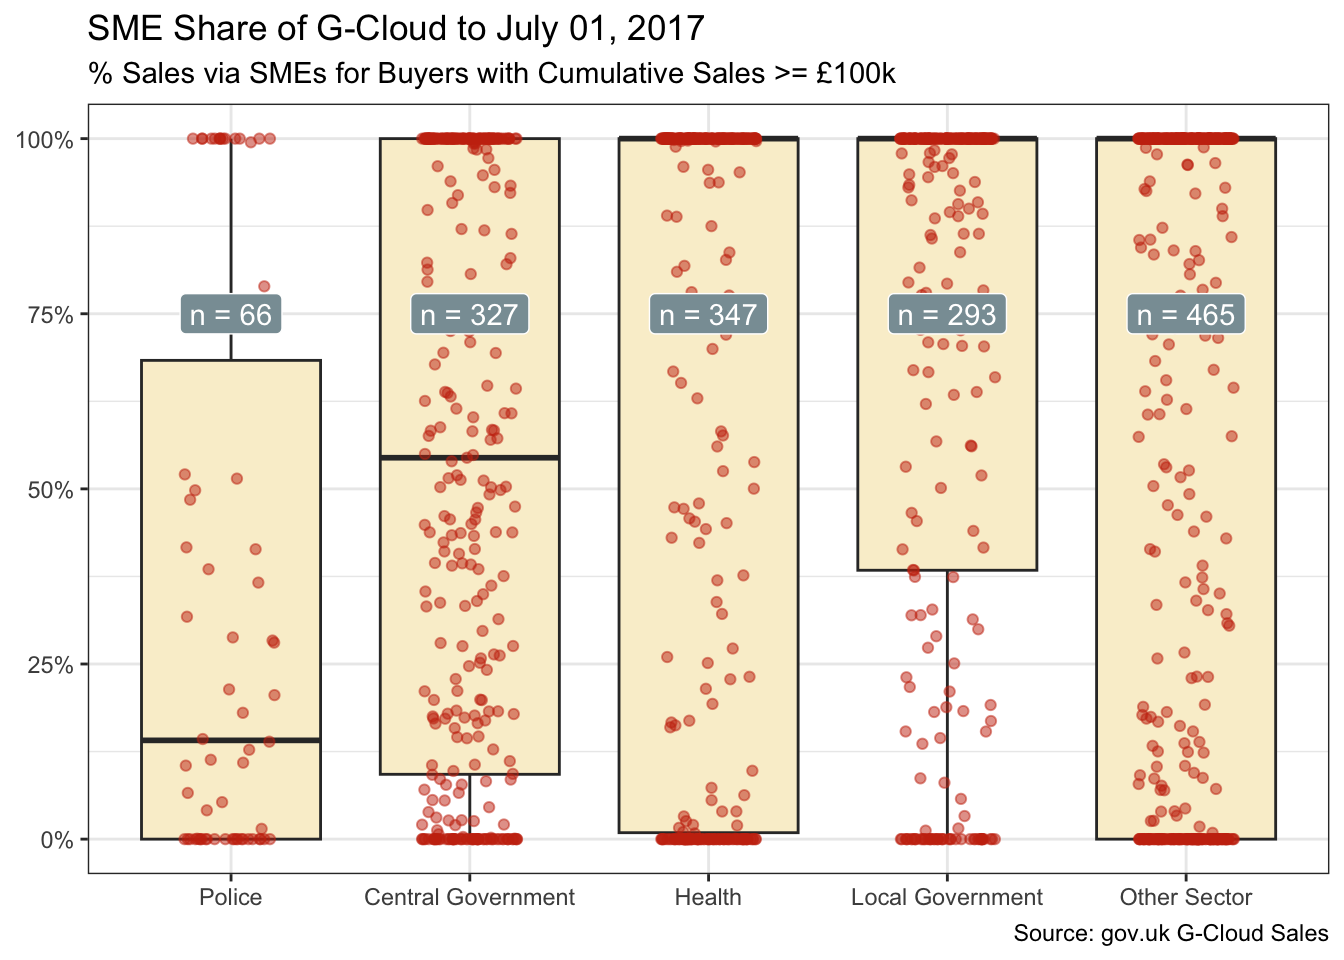 SME Share of G-Cloud to July 01, 2017
% Sales via SMEs for Buyers with Cumulative Sales >= £100k
100%
75%
50%
25%
0%
n = 66
n = 327
n = 347
n = 293
n = 465
Police
Central Government
Health
Local Government
Other Sector
Source: gov.uk G-Cloud Sales